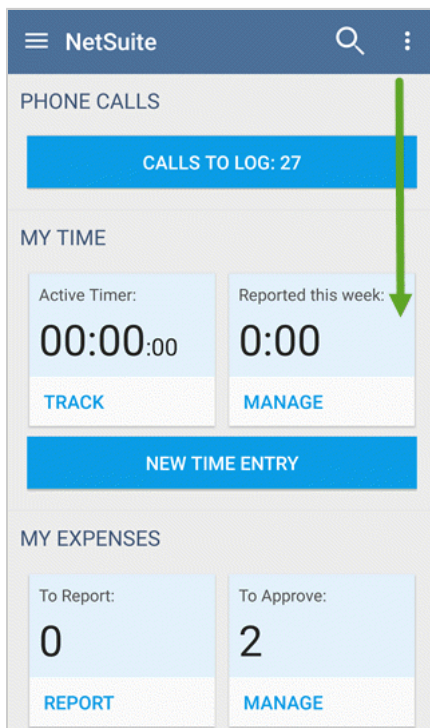 NetSuite
PHONE CALLS
CALLS TO LOG: 27
MY TIME
Active Timer:
00:00:00
TRACK
Reported this week:
0:00
MANAGE
NEW TIME ENTRY
MY EXPENSES
To Report:
0
REPORT
To Approve:
2
MANAGE